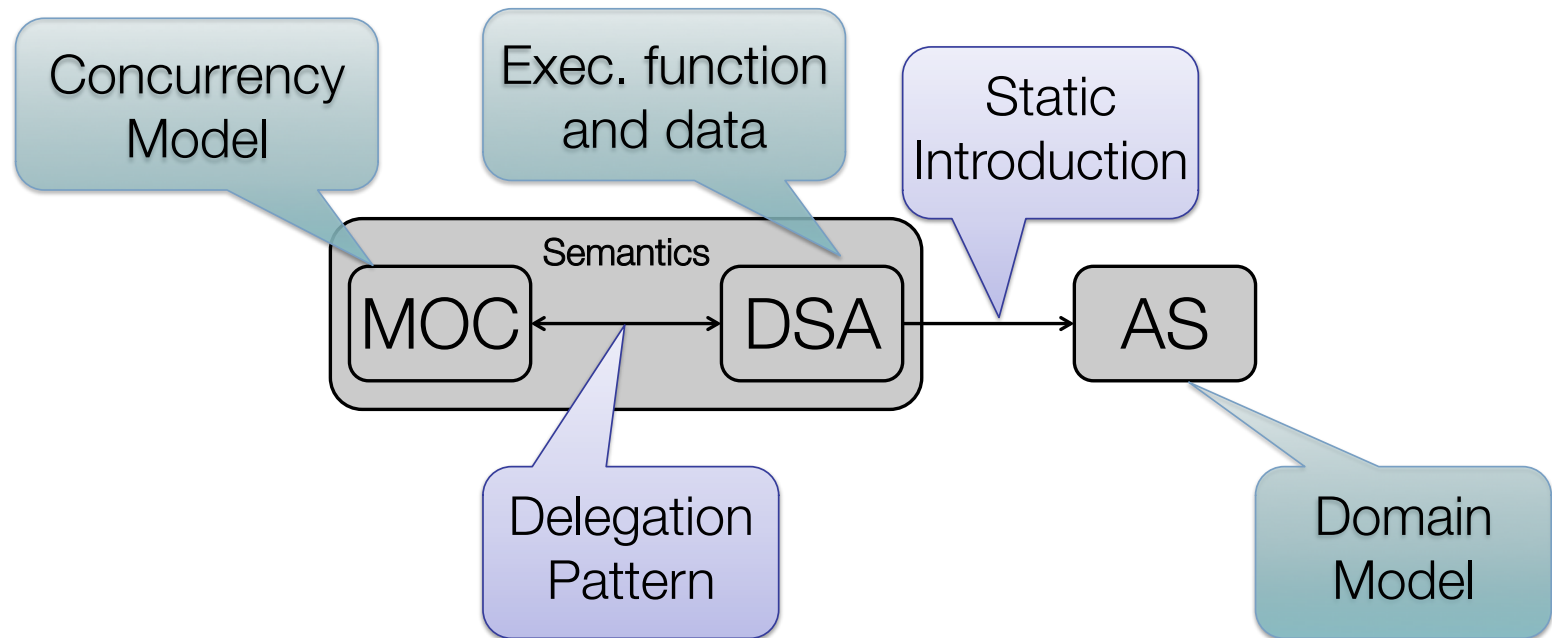 Concurrency
Model
Exec. function
and data
Static
Introduction
Semantics
MOC
DSA
AS
Delegation
Pattern
Domain
Model